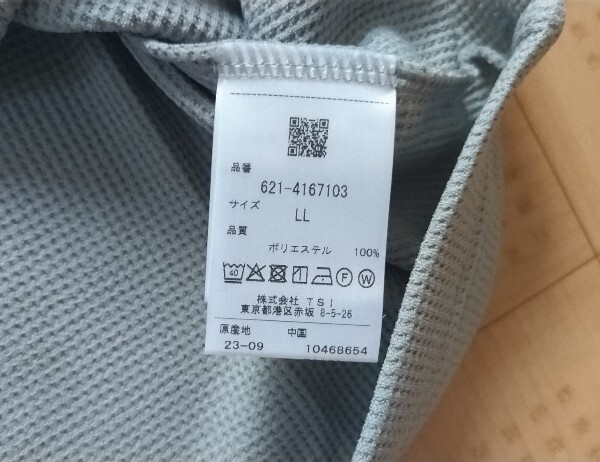 品番
621-4167103
サイズ
LL
品質
ポリエステル 100%
40 F W
株式会社 TSI
東京都港区赤坂 8-5-26
原産地 中国
23-09 10468654